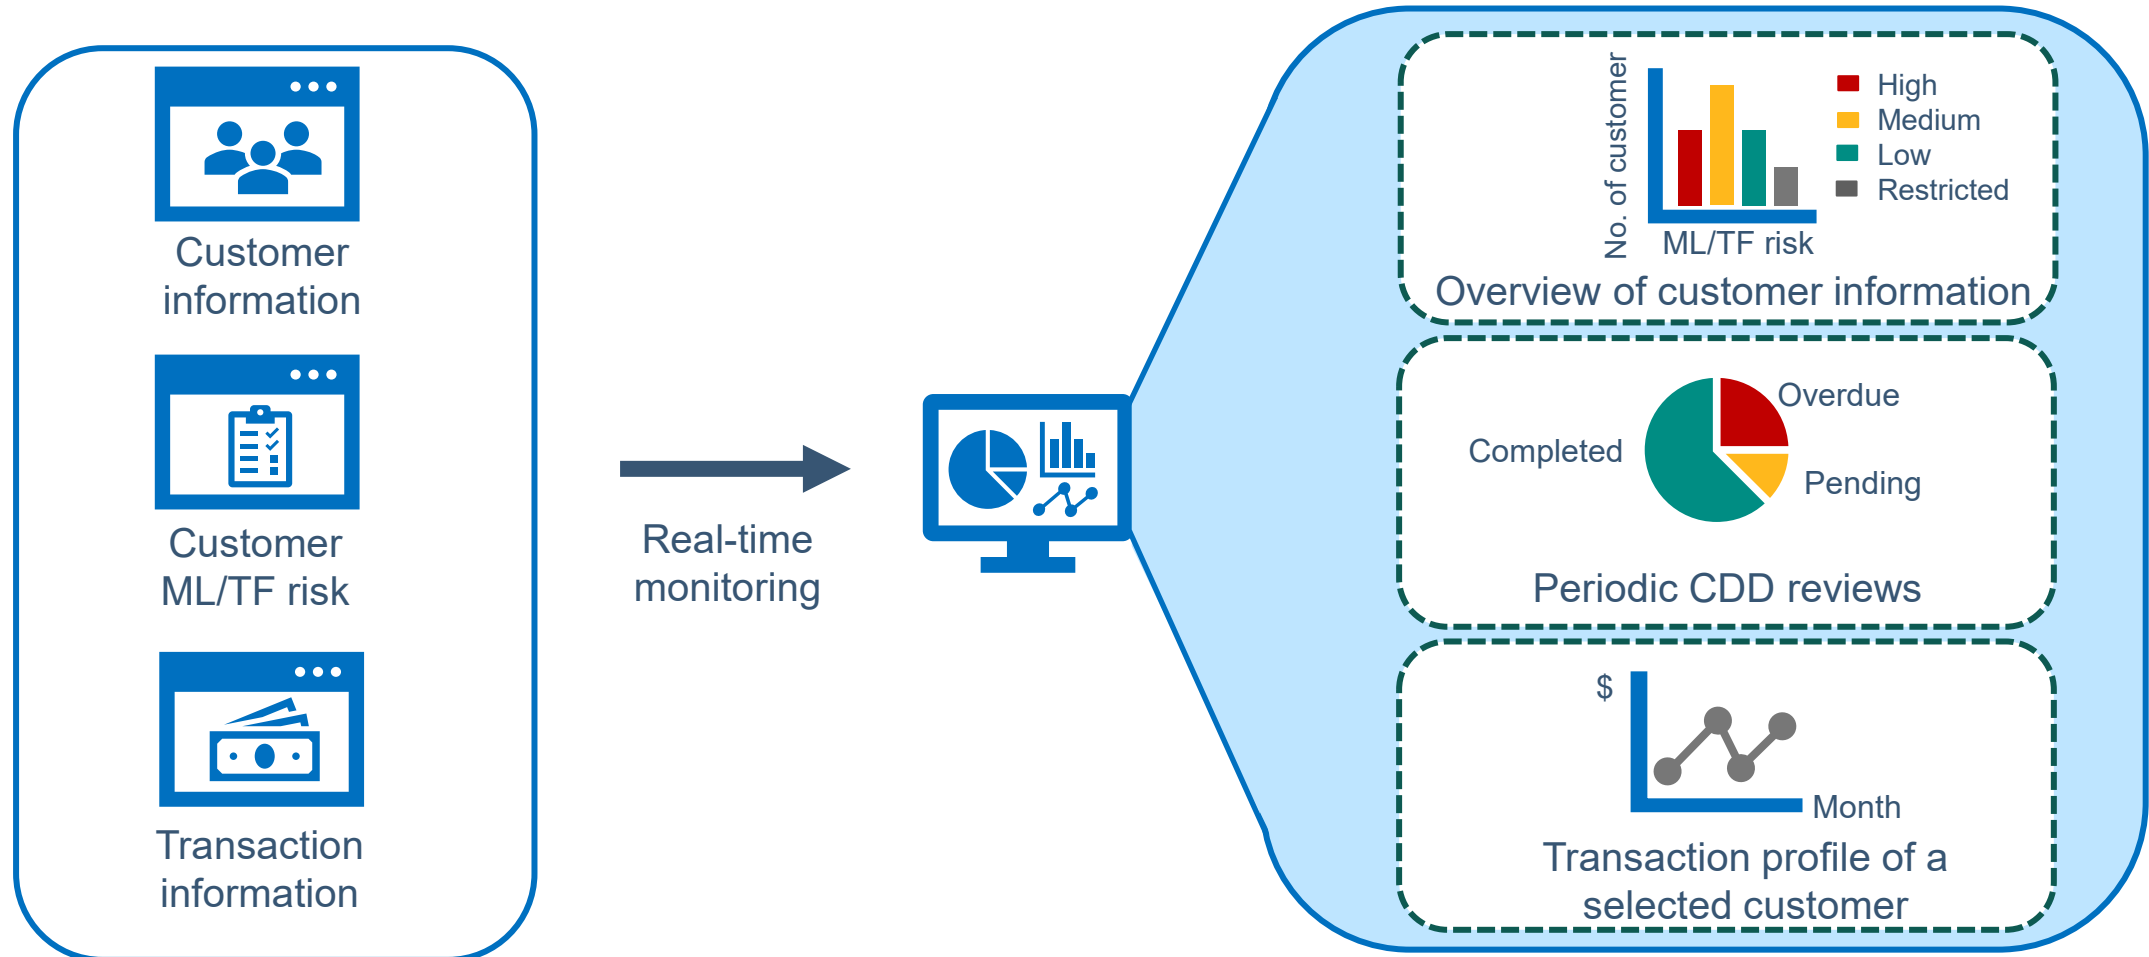 Customer
information
Customer
ML/TF risk
Transaction
information
Real-time
monitoring
No. of customer
High
Medium
Low
Restricted
ML/TF risk
Overview of customer information
Overdue
Completed
Pending
Periodic CDD reviews
$
Month
Transaction profile of a
selected customer